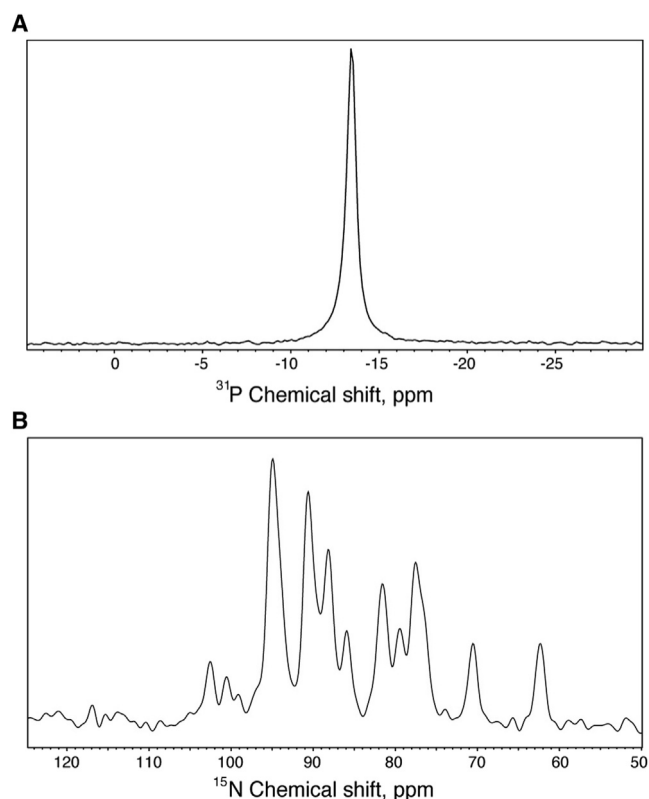 A
0 -5 -10 -15 -20 -25
³¹P Chemical shift, ppm
B
120 110 100 90 80 70 60 50
¹⁵N Chemical shift, ppm